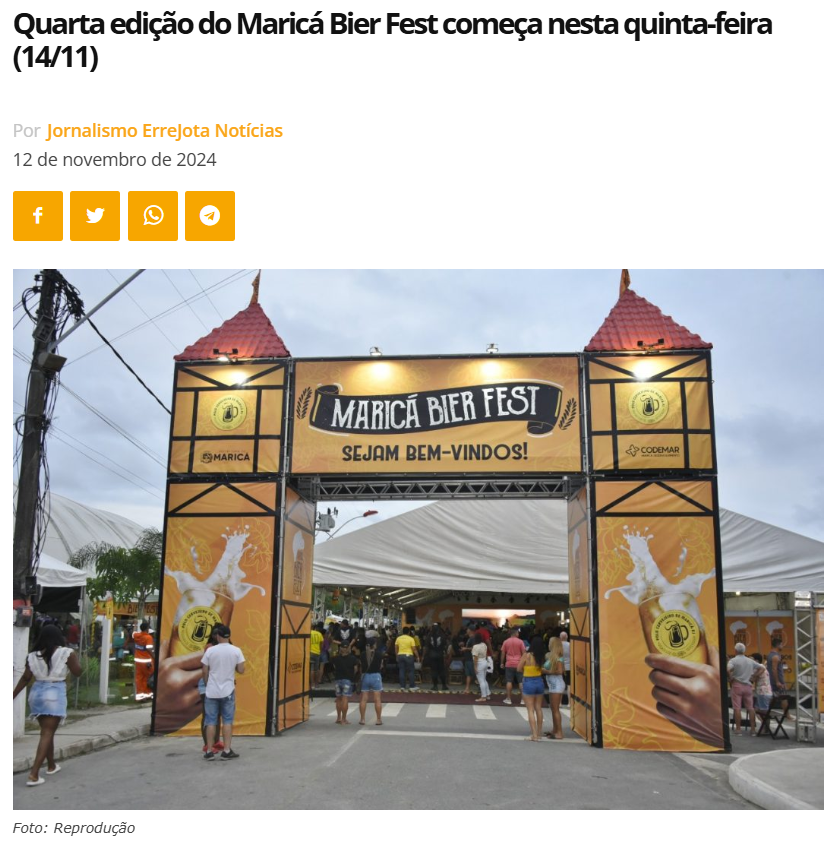 Quarta edição do Maricá Bier Fest começa nesta quinta-feira
(14/11)
Por Jornalismo ErreJota Notícias
12 de novembro de 2024
MARICÁ BIER FEST
SEJAM BEM-VINDOS!
MARICÁ
CODEMAR
Foto: Reprodução